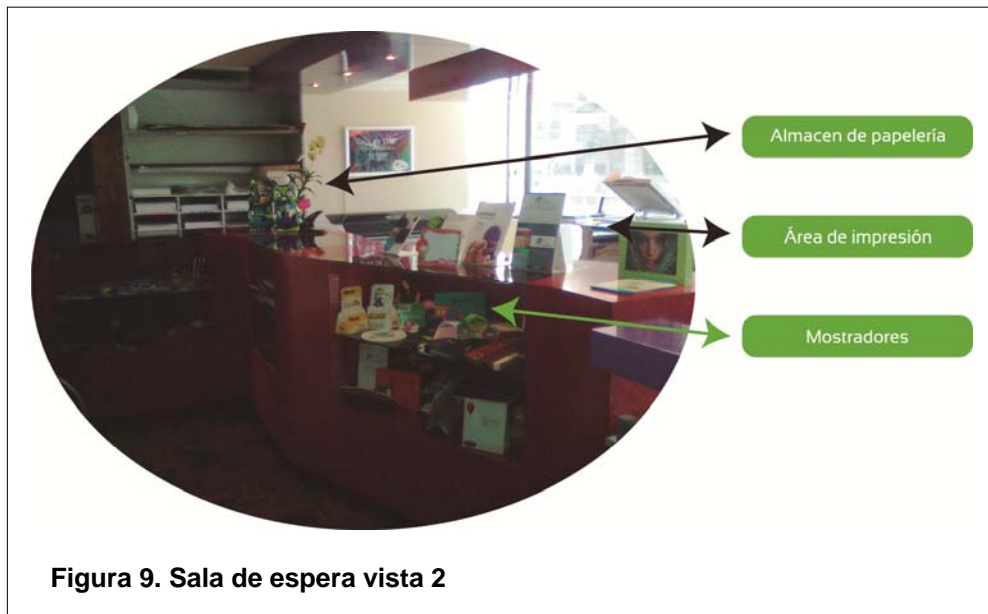 Almacen de papelería
Área de impresión
Mostradores
Figura 9. Sala de espera vista 2